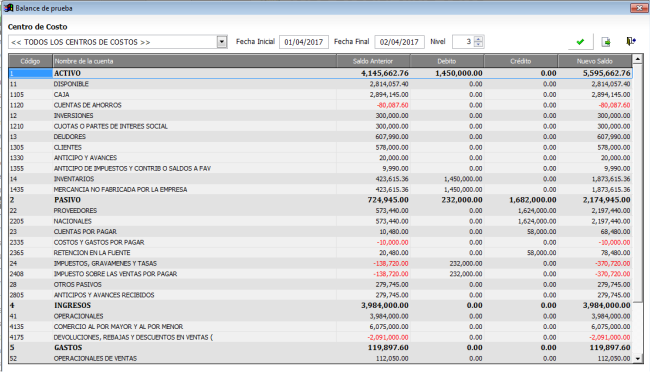 Balance de prueba
Centro de Costo
<< TODOS LOS CENTROS DE COSTOS >> Fecha Inicial 01/04/2017 Fecha Final 02/04/2017 Nivel 3
Código Nombre de la cuenta Saldo Anterior Debito Crédito Nuevo Saldo
1 ACTIVO 4,145,662.76 1,450,000.00 0.00 5,595,662.76
11 DISPONIBLE 2,814,057.40 0.00 0.00 2,814,057.40
1105 CAJA 2,894,145.00 0.00 0.00 2,894,145.00
1120 CUENTAS DE AHORROS -80,087.60 0.00 0.00 -80,087.60
12 INVERSIONES 300,000.00 0.00 0.00 300,000.00
1210 CUOTAS O PARTES DE INTERES SOCIAL 300,000.00 0.00 0.00 300,000.00
13 DEUDORES 607,990.00 0.00 0.00 607,990.00
1305 CLIENTES 578,000.00 0.00 0.00 578,000.00
1330 ANTICIPO Y AVANCES 20,000.00 0.00 0.00 20,000.00
1355 ANTICIPO DE IMPUESTOS Y CONTRIB O SALDOS A FAV 9,990.00 0.00 0.00 9,990.00
14 INVENTARIOS 423,615.36 1,450,000.00 0.00 1,873,615.36
1435 MERCANCIA NO FABRICADA POR LA EMPRESA 423,615.36 1,450,000.00 0.00 1,873,615.36
2 PASIVO 724,945.00 232,000.00 1,682,000.00 2,174,945.00
22 PROVEEDORES 573,440.00 0.00 1,624,000.00 2,197,440.00
2205 NACIONALES 573,440.00 0.00 1,624,000.00 2,197,440.00
23 CUENTAS POR PAGAR 10,480.00 0.00 58,000.00 68,480.00
2335 COSTOS Y GASTOS POR PAGAR -10,000.00 0.00 0.00 -10,000.00
2365 RETENCION EN LA FUENTE 20,480.00 0.00 58,000.00 78,480.00
24 IMPUESTOS, GRAVAMENES Y TASAS -138,720.00 232,000.00 0.00 -370,720.00
2408 IMPUESTO SOBRE LAS VENTAS POR PAGAR -138,720.00 232,000.00 0.00 -370,720.00
28 OTROS PASIVOS 279,745.00 0.00 0.00 279,745.00
2805 ANTICIPOS Y AVANCES RECIBIDOS 279,745.00 0.00 0.00 279,745.00
4 INGRESOS 3,984,000.00 0.00 0.00 3,984,000.00
41 OPERACIONALES 3,984,000.00 0.00 0.00 3,984,000.00
4135 COMERCIO AL POR MAYOR Y AL POR MENOR 6,075,000.00 0.00 0.00 6,075,000.00
4175 DEVOLUCIONES, REBAJAS Y DESCUENTOS EN VENTAS ( -2,091,000.00 0.00 0.00 -2,091,000.00
5 GASTOS 119,897.60 0.00 0.00 119,897.60
52 OPERACIONALES DE VENTAS 112,050.00 0.00 0.00 112,050.00